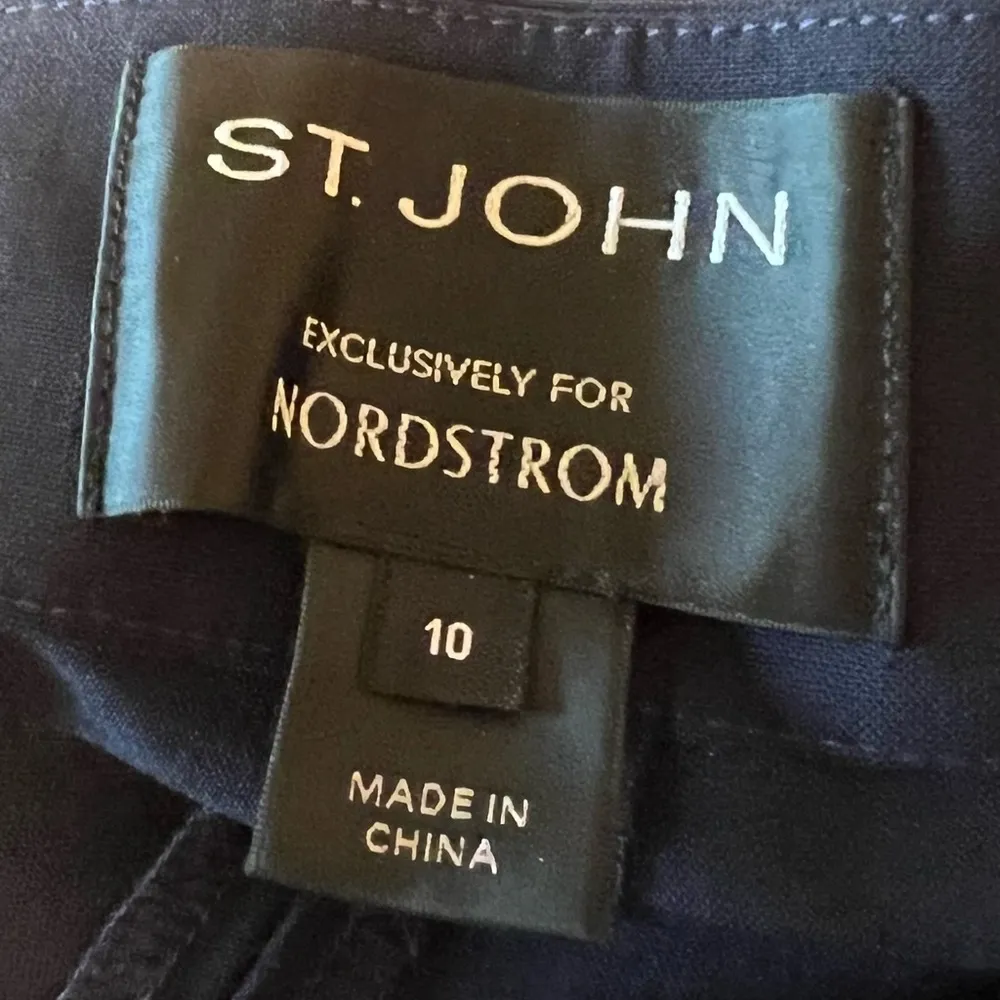 ST. JOHN
EXCLUSIVELY FOR
NORDSTROM
10
MADE IN
CHINA